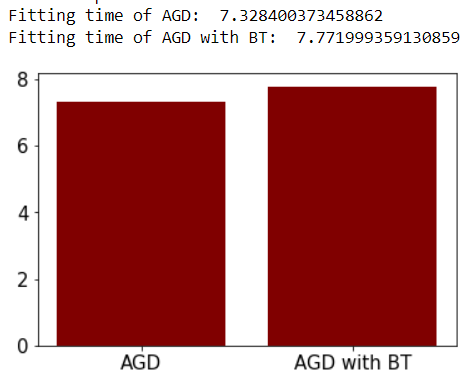 Fitting time of AGD:  7.328400373458862
Fitting time of AGD with BT:  7.771999359130859
8
6
4
2
0
AGD
AGD with BT